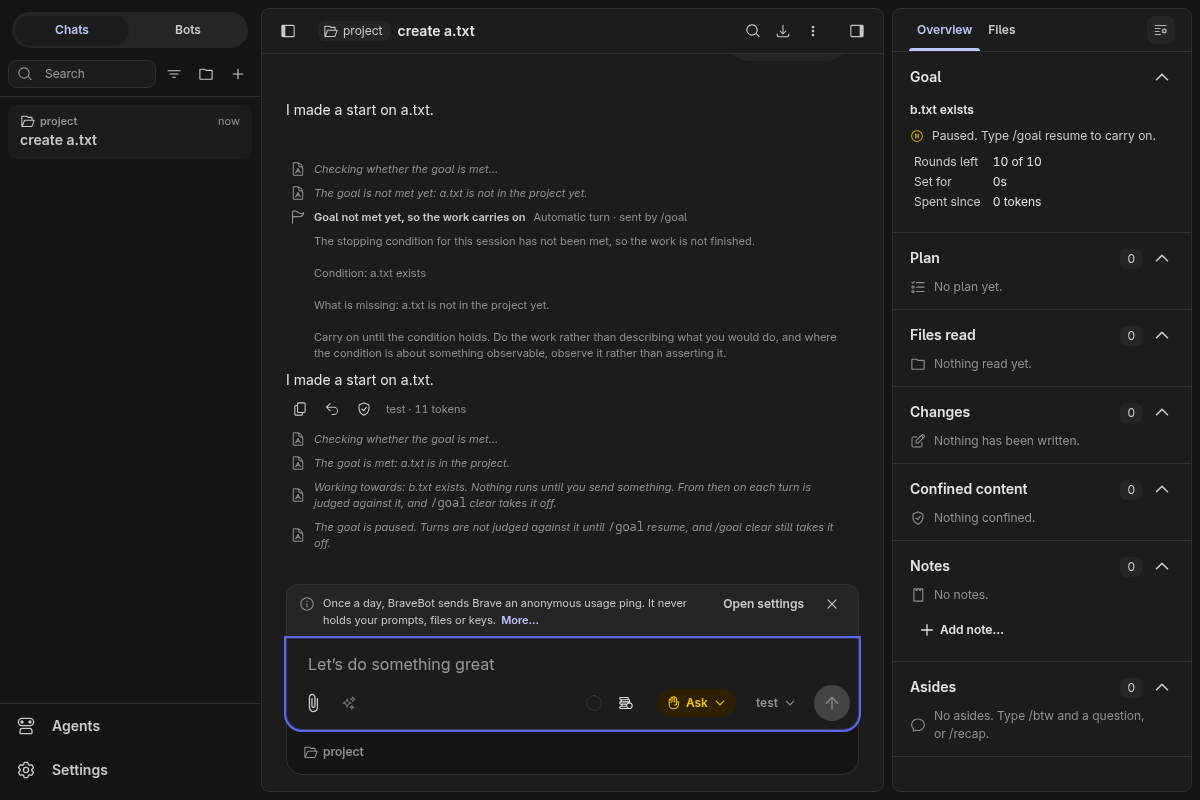 Chats
Bots
Search
project
now
create a.txt
Agents
Settings
project
create a.txt
I made a start on a.txt.
Checking whether the goal is met...
The goal is not met yet: a.txt is not in the project yet.
Goal not met yet, so the work carries on Automatic turn · sent by /goal
The stopping condition for this session has not been met, so the work is not finished.
Condition: a.txt exists
What is missing: a.txt is not in the project yet.
Carry on until the condition holds. Do the work rather than describing what you would do, and where
the condition is about something observable, observe it rather than asserting it.
I made a start on a.txt.
test · 11 tokens
Checking whether the goal is met...
The goal is met: a.txt is in the project.
Working towards: b.txt exists. Nothing runs until you send something. From then on each turn is
judged against it, and /goal clear takes it off.
The goal is paused. Turns are not judged against it until /goal resume, and /goal clear still takes it
off.
Once a day, BraveBot sends Brave an anonymous usage ping. It never
holds your prompts, files or keys. More...
Open settings
Let's do something great
Ask
test
project
Overview
Files
Goal
b.txt exists
Paused. Type /goal resume to carry on.
Rounds left 10 of 10
Set for 0s
Spent since 0 tokens
Plan 0
No plan yet.
Files read 0
Nothing read yet.
Changes 0
Nothing has been written.
Confined content 0
Nothing confined.
Notes 0
No notes.
Add note...
Asides 0
No asides. Type /btw and a question,
or /recap.